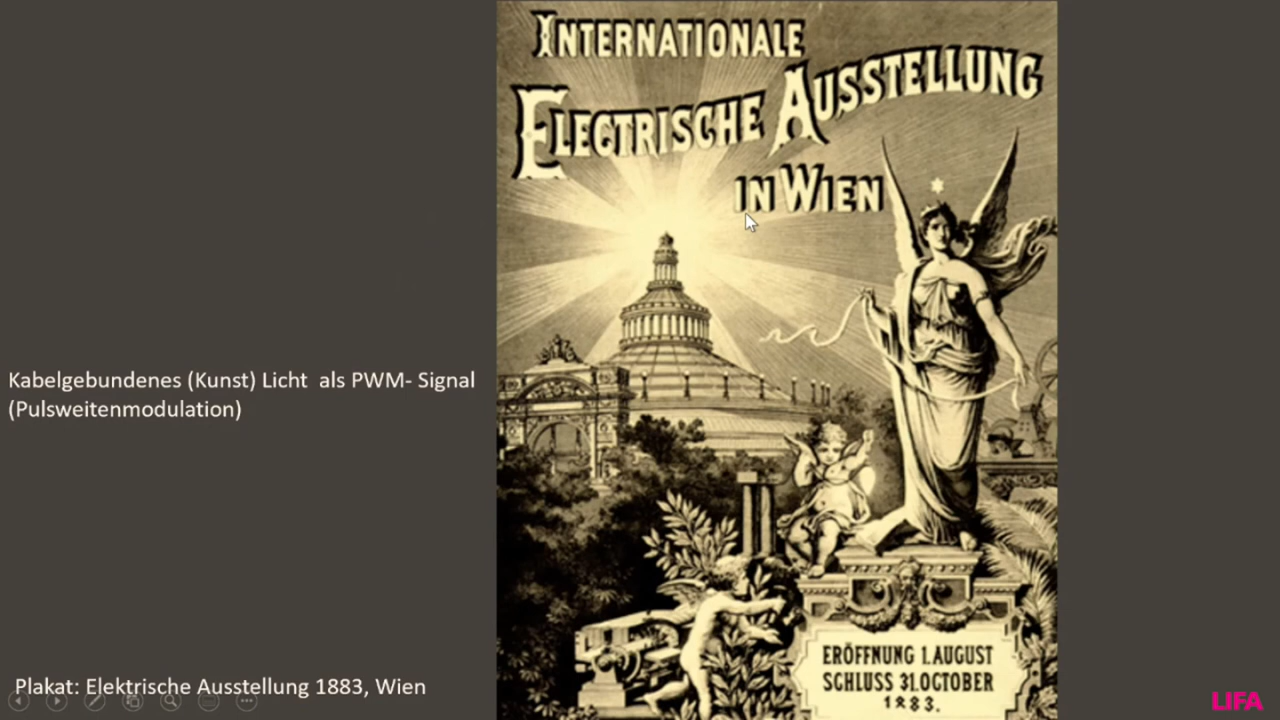 INTERNATIONALE
ELECTRISCHE AUSSTELLUNG
IN WIEN
Kabelgebundenes (Kunst) Licht als PWM- Signal
(Pulsweitenmodulation)
ERÖFFNUNG 1. AUGUST
SCHLUSS 31. OCTOBER
1883.
Plakat: Elektrische Ausstellung 1883, Wien
LIFA